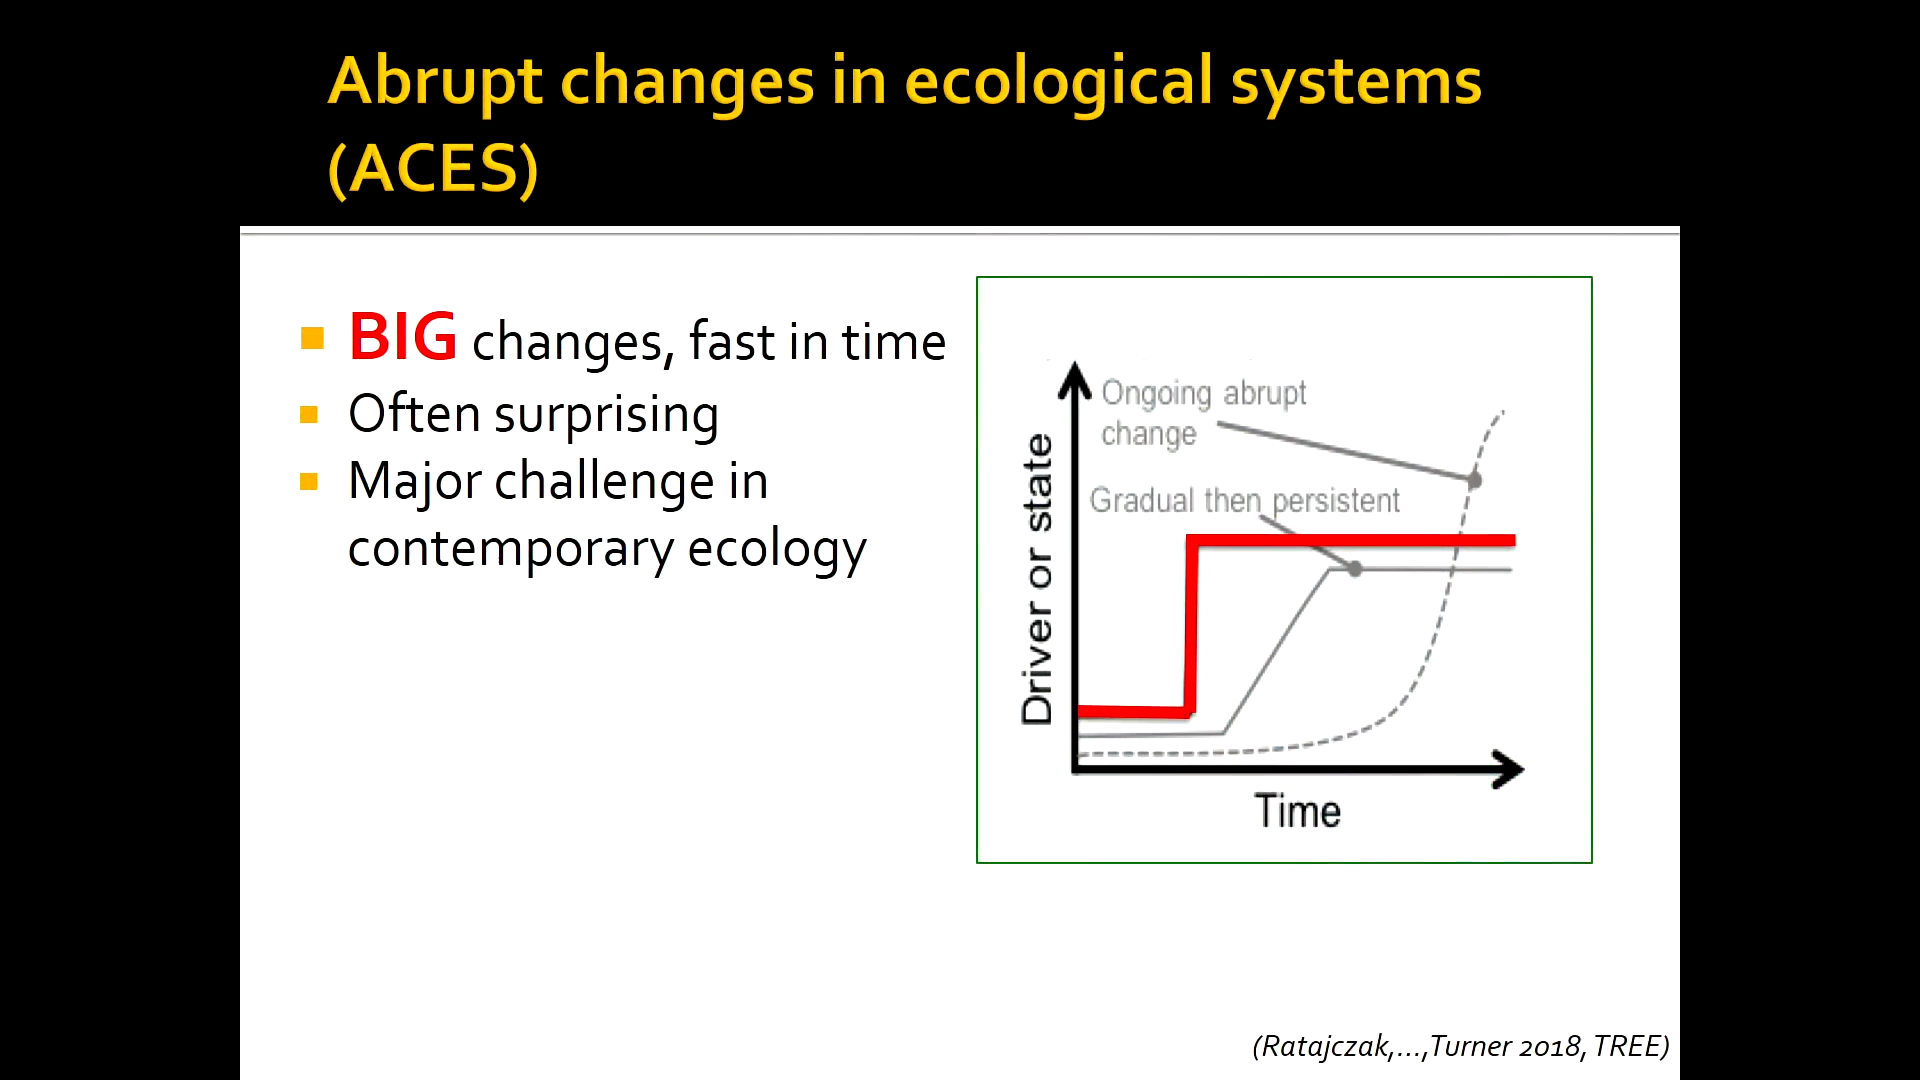 Abrupt changes in ecological systems
(ACES)
BIG changes, fast in time
Often surprising
Major challenge in
contemporary ecology
Ongoing abrupt
change
Gradual then persistent
Driver or state
Time
(Ratajczak,...,Turner 2018, TREE)